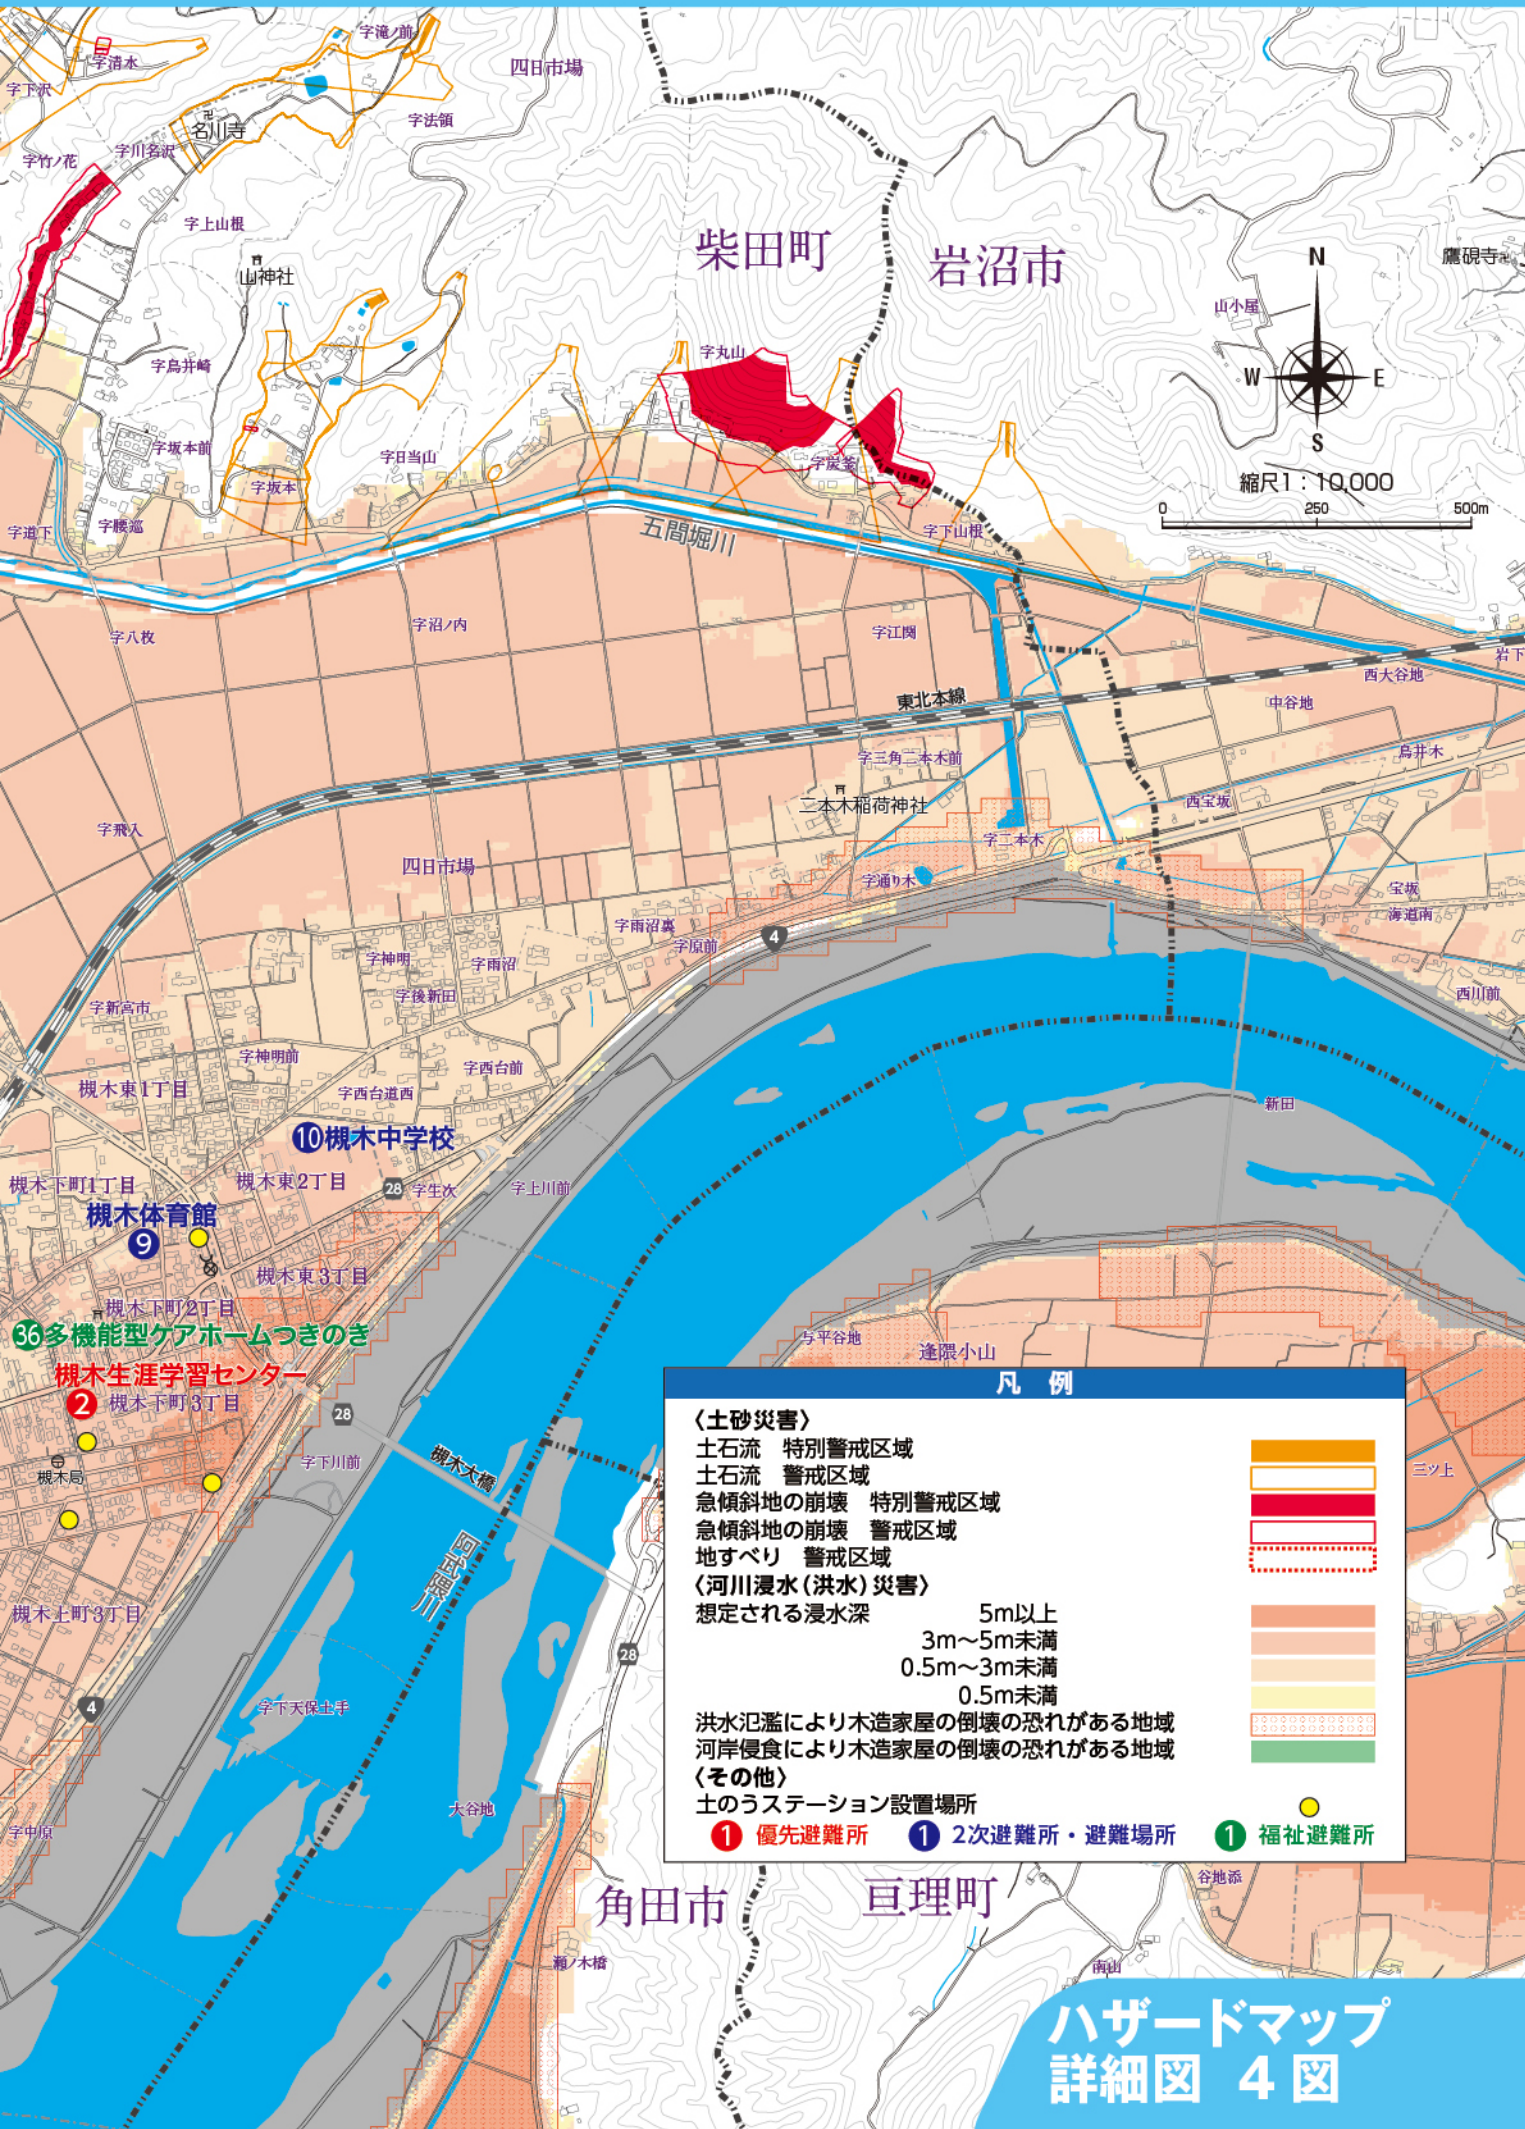 字滝ノ前
字清水
四日市場
字下沢
字法領
名川寺
字川名沢
字竹ノ花
字上山根
柴田町
岩沼市
N
鷹硯寺
山神社
山小屋
字丸山
字鳥井崎
W
E
S
字坂本前
字日当山
字炭釜
縮尺1：10,000
字坂本
0
250
500m
字道下
字腰巡
五間堀川
字下山根
字八枚
字沼ノ内
字江関
岩下
西大谷地
東北本線
中谷地
字三角二本木前
鳥井木
二本木稲荷神社
西宝坂
字飛入
字二本木
四日市場
字通り木
宝坂
海道南
字雨沼裏
4
字原前
字神明
字雨沼
字後新田
西川前
字新宮市
字神明前
字西台前
槻木東1丁目
字西台道西
新田
10槻木中学校
槻木下町1丁目
槻木東2丁目
28
字生次
字上川前
槻木体育館
9
槻木東3丁目
槻木下町2丁目
36多機能型ケアホームつきのき
与平谷地
逢隈小山
槻木生涯学習センター
2
槻木下町3丁目
28
字下川前
槻木大橋
槻木局
三ツ上
阿武隈川
槻木上町3丁目
28
4
字下天保土手
大谷地
字中原
凡　例
〈土砂災害〉
土石流　特別警戒区域
土石流　警戒区域
急傾斜地の崩壊　特別警戒区域
急傾斜地の崩壊　警戒区域
地すべり　警戒区域
〈河川浸水（洪水）災害〉
想定される浸水深　5m以上
3m～5m未満
0.5m～3m未満
0.5m未満
洪水氾濫により木造家屋の倒壊の恐れがある地域
河岸侵食により木造家屋の倒壊の恐れがある地域
〈その他〉
土のうステーション設置場所
1 優先避難所　1 2次避難所・避難場所　1 福祉避難所
谷地添
角田市
亘理町
瀬ノ木橋
南山
ハザードマップ
詳細図 4図